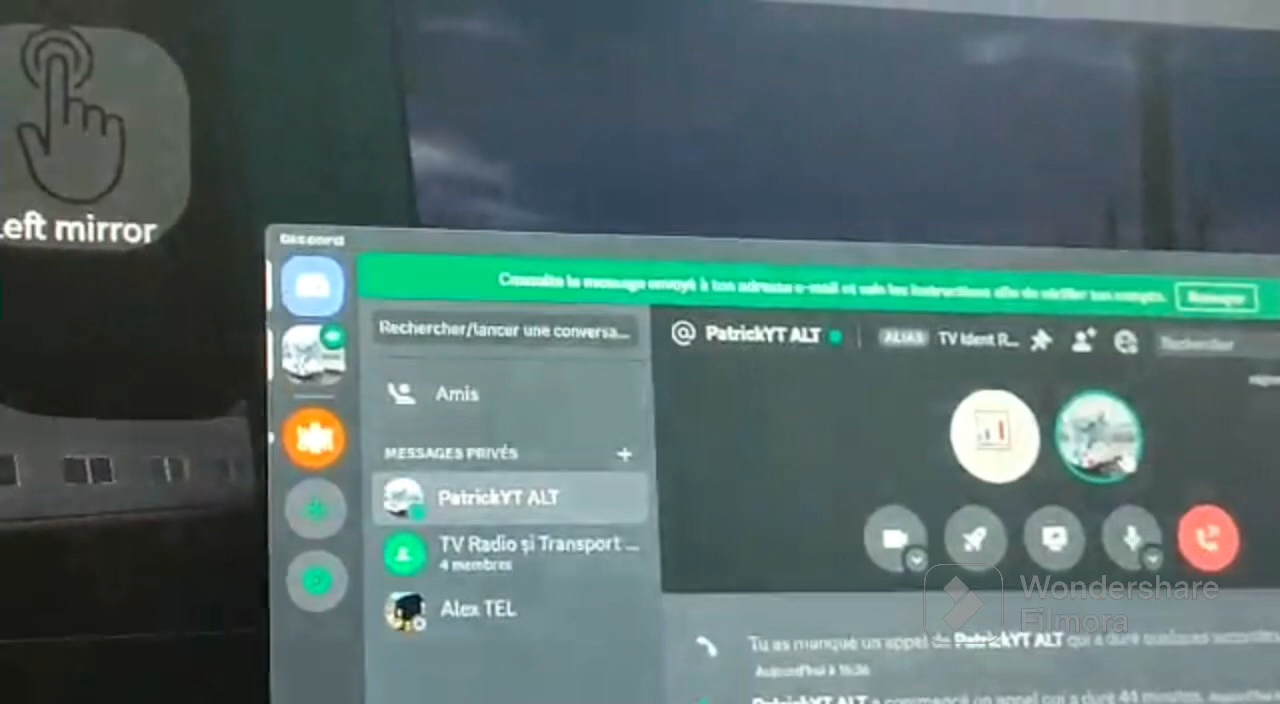 Left mirror
Discord
Consulte le message envoyé à ton adresse e-mail et suis les instructions afin de vérifier ton compte.
Rechercher/lancer une conversa...
PatrickYT ALT
ALIAS
TV Ident R...
Rechercher
Amis
MESSAGES PRIVÉS
PatrickYT ALT
TV Radio și Transport ...
4 membres
Alex TEL
Wondershare
Filmora
Tu as manqué un appel de PatrickYT ALT qui a duré quelques secondes
Aujourd'hui à 16:36
PatrickYT ALT a commencé un appel qui a duré 44 minutes.